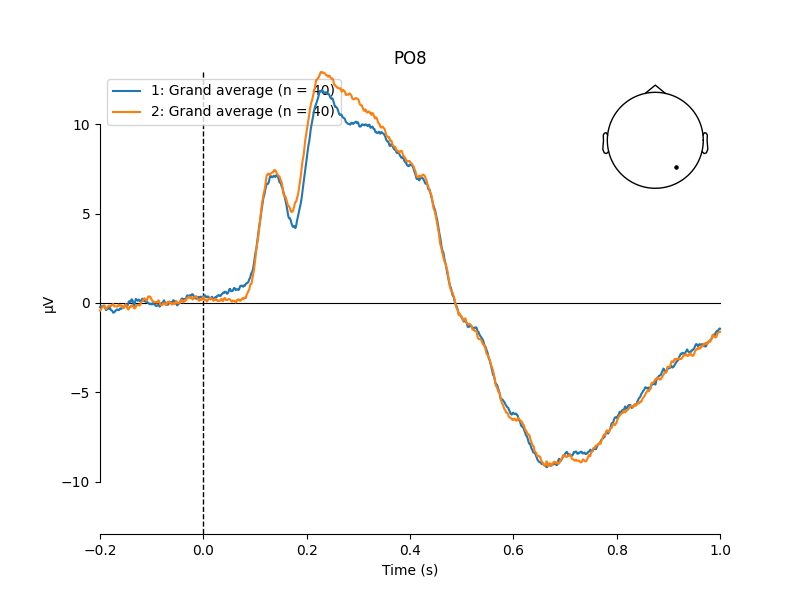 PO8
1: Grand average (n = 40)
2: Grand average (n = 40)
10
5
0
−5
−10
µV
−0.2 0.0 0.2 0.4 0.6 0.8 1.0
Time (s)